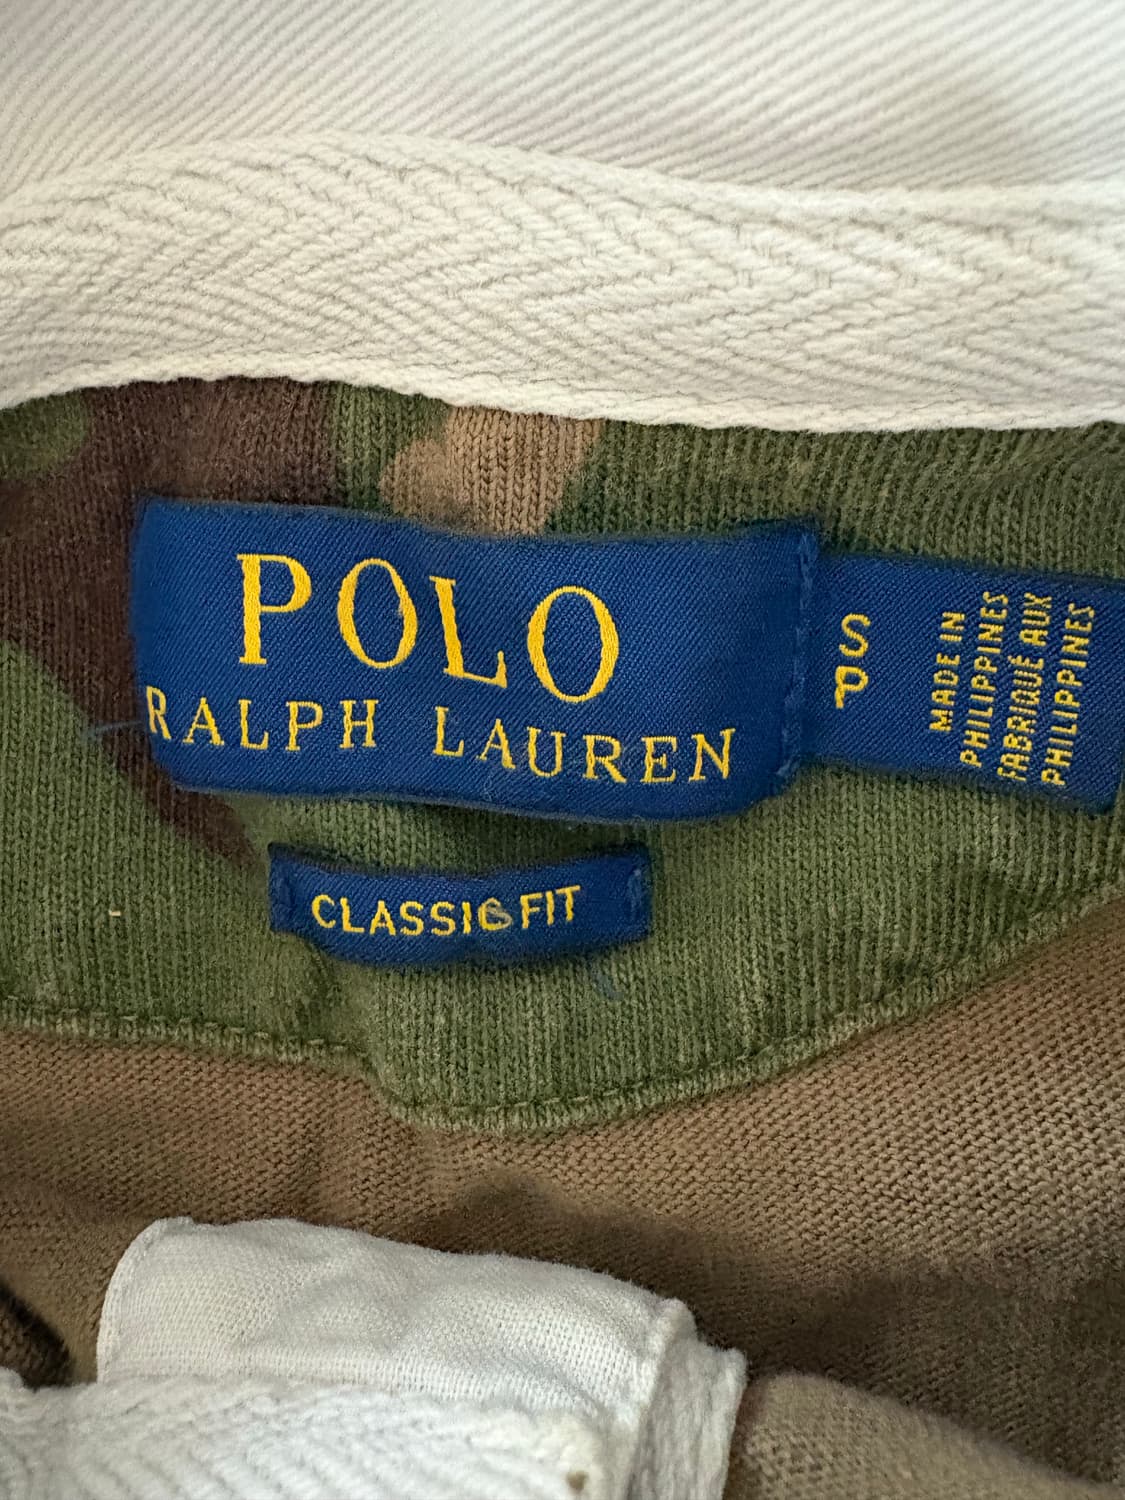 POLO
RALPH LAUREN
S
P
MADE IN
PHILIPPINES
FABRIQUÉ AUX
PHILIPPINES
CLASSIC FIT